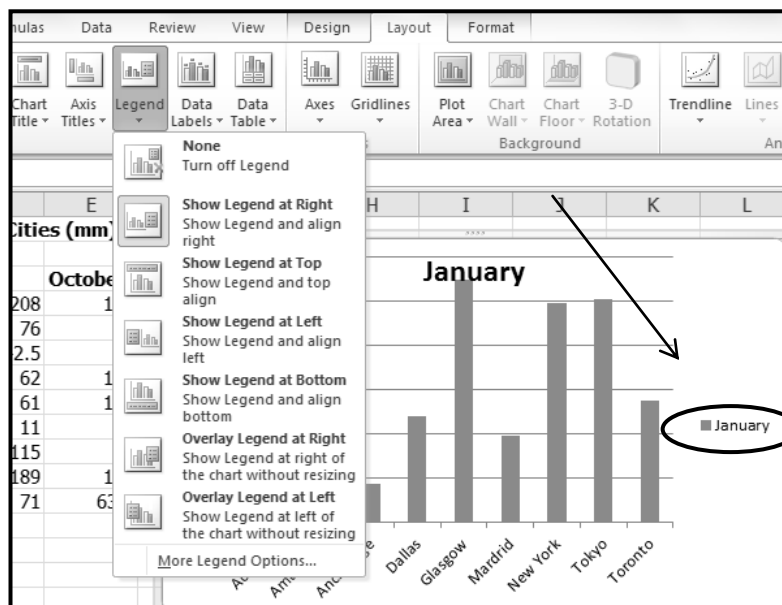 Data Review View Design Layout Format
Chart Title Axis Titles Legend Data Labels Data Table Axes Gridlines Plot Area Chart Wall Chart Floor 3-D Rotation Trendline Lines
Background
None
Turn off Legend
Show Legend at Right
Show Legend and align
right
Show Legend at Top
Show Legend and top
align
Show Legend at Left
Show Legend and align
left
Show Legend at Bottom
Show Legend and align
bottom
Overlay Legend at Right
Show Legend at right of
the chart without resizing
Overlay Legend at Left
Show Legend at left of
the chart without resizing
More Legend Options...
E H I J K L
Cities (mm)
Octobe
208 1
76
2.5
62 1
61 1
11
115
189 1
71 63
January
January
Dallas
Glasgow
Mardrid
New York
Tokyo
Toronto